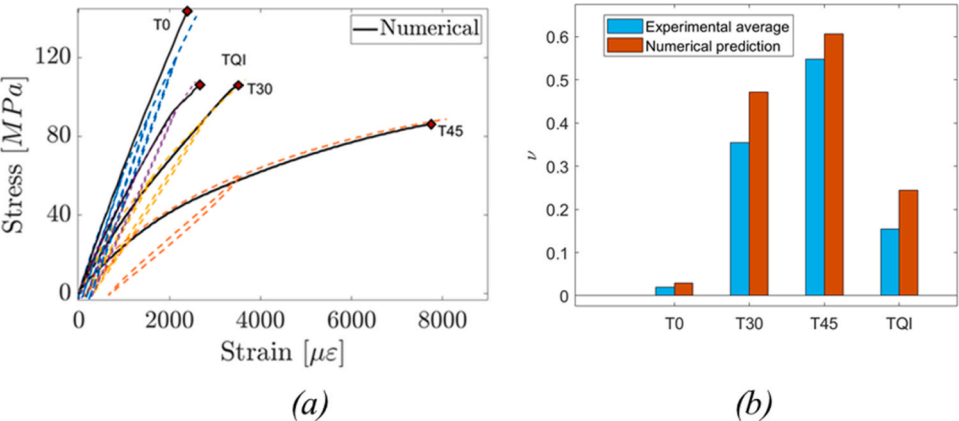 Numerical
T0
TQI
T30
T45
120
80
40
0
Stress [MPa]
0 2000 4000 6000 8000
Strain [με]
(a)
Experimental average
Numerical prediction
0.6
0.5
0.4
0.3
0.2
0.1
0
ν
T0 T30 T45 TQI
(b)